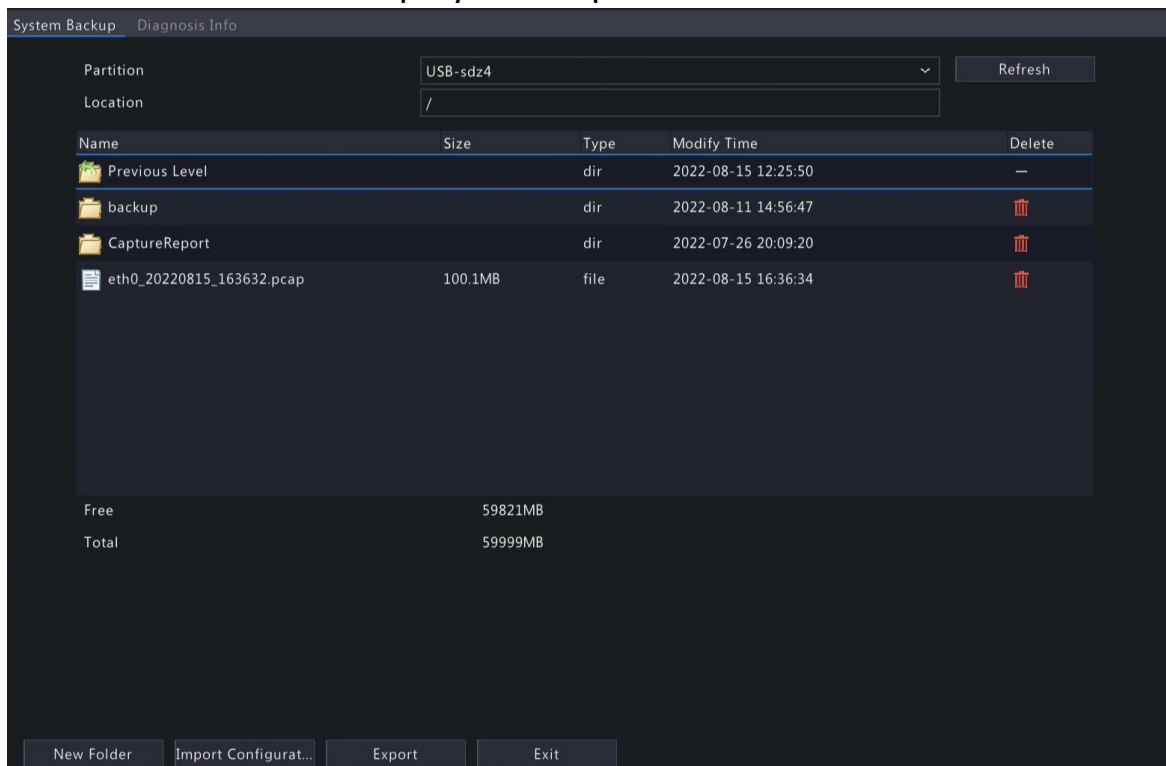 System Backup Diagnosis Info
Partition USB-sdz4 Refresh
Location /
Name Size Type Modify Time Delete
Previous Level dir 2022-08-15 12:25:50 —
backup dir 2022-08-11 14:56:47
CaptureReport dir 2022-07-26 20:09:20
eth0_20220815_163632.pcap 100.1MB file 2022-08-15 16:36:34
Free 59821MB
Total 59999MB
New Folder Import Configurat... Export Exit